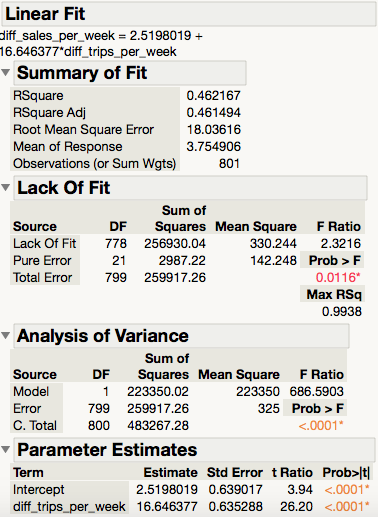 Linear Fit
diff_sales_per_week = 2.5198019 +
16.646377*diff_trips_per_week
Summary of Fit
RSquare 0.462167
RSquare Adj 0.461494
Root Mean Square Error 18.03616
Mean of Response 3.754906
Observations (or Sum Wgts) 801
Lack Of Fit
Sum of
Source DF Squares Mean Square F Ratio
Lack Of Fit 778 256930.04 330.244 2.3216
Pure Error 21 2987.22 142.248 Prob > F
Total Error 799 259917.26 0.0116*
Max RSq
0.9938
Analysis of Variance
Sum of
Source DF Squares Mean Square F Ratio
Model 1 223350.02 223350 686.5903
Error 799 259917.26 325 Prob > F
C. Total 800 483267.28 <.0001*
Parameter Estimates
Term Estimate Std Error t Ratio Prob>|t|
Intercept 2.5198019 0.639017 3.94 <.0001*
diff_trips_per_week 16.646377 0.635288 26.20 <.0001*